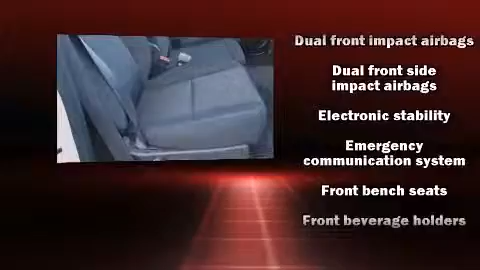 Dual front impact airbags
Dual front side
impact airbags
Electronic stability
Emergency
communication system
Front bench seats
Front beverage holders